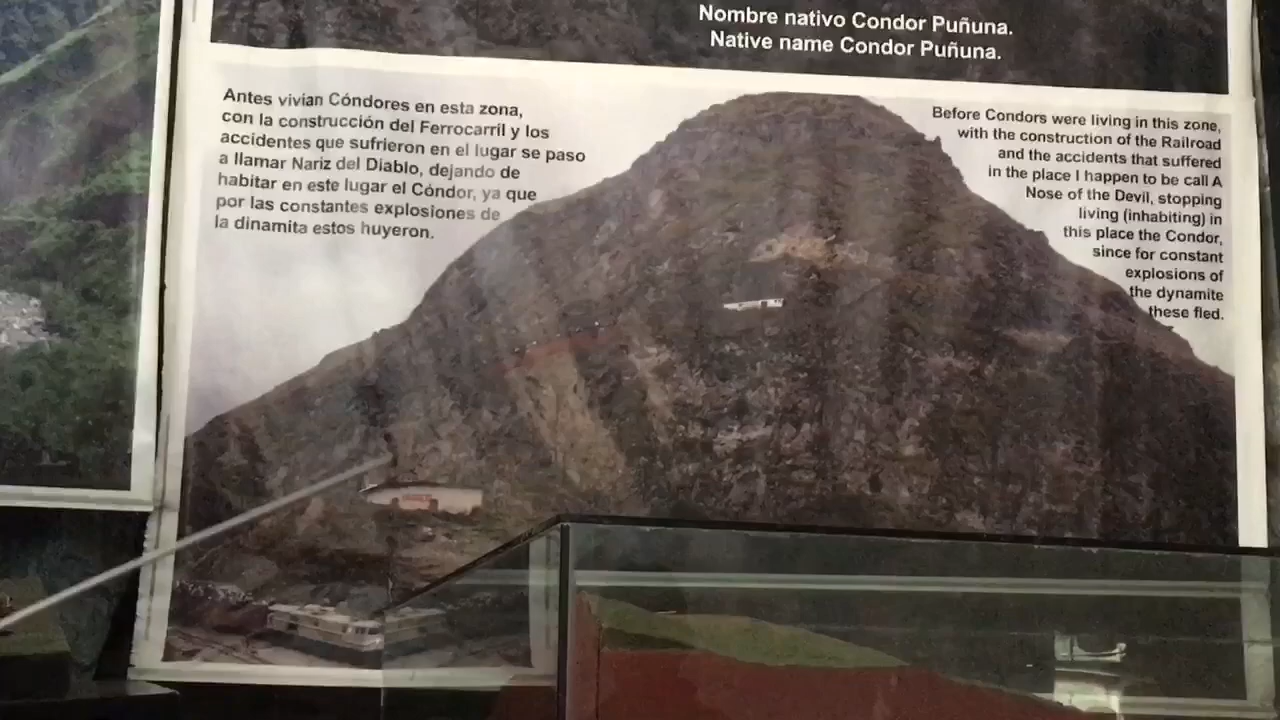 Nombre nativo Condor Puñuna.
Native name Condor Puñuna.
Antes vivian Cóndores en esta zona,
con la construcción del Ferrocarril y los
accidentes que sufrieron en el lugar se paso
a llamar Nariz del Diablo, dejando de
habitar en este lugar el Cóndor, ya que
por las constantes explosiones de
la dinamita estos huyeron.
Before Condors were living in this zone,
with the construction of the Railroad
and the accidents that suffered
in the place I happen to be call A
Nose of the Devil, stopping
living (inhabiting) in
this place the Condor,
since for constant
explosions of
the dynamite
these fled.